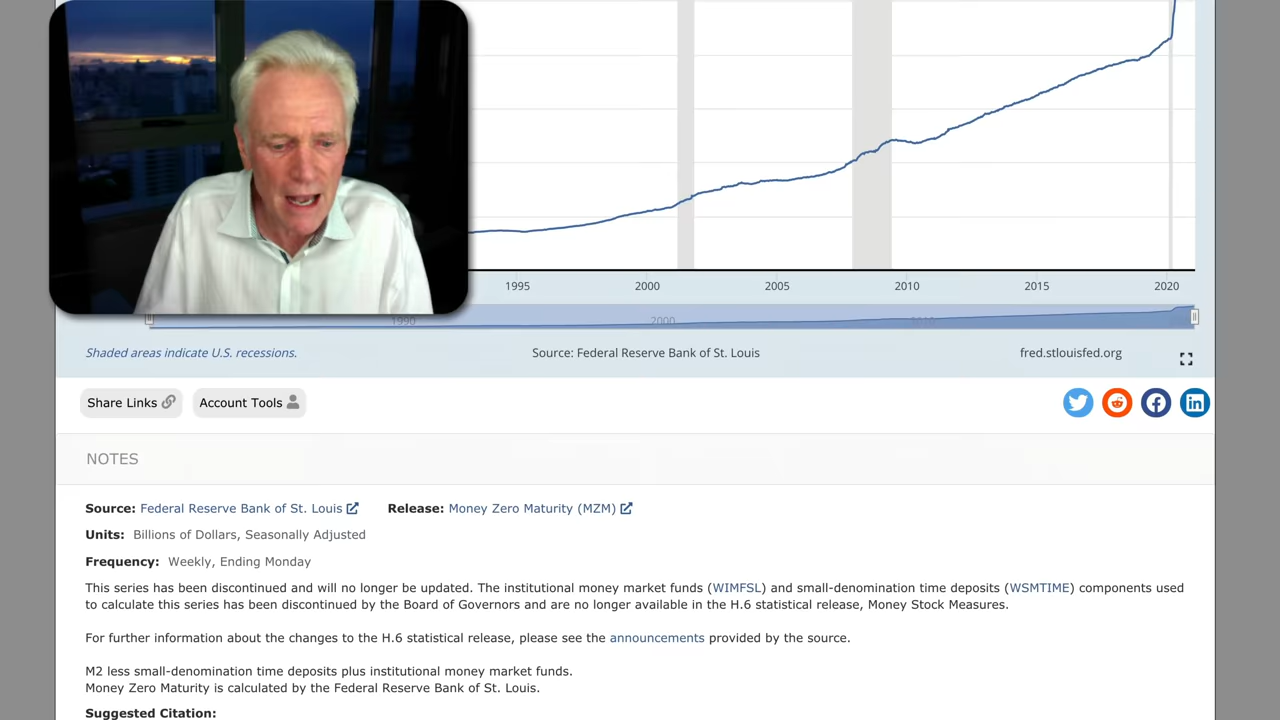 1995 2000 2005 2010 2015 2020
1990 2000 2010
Shaded areas indicate U.S. recessions. Source: Federal Reserve Bank of St. Louis fred.stlouisfed.org
Share Links Account Tools
NOTES
Source: Federal Reserve Bank of St. Louis Release: Money Zero Maturity (MZM)
Units: Billions of Dollars, Seasonally Adjusted
Frequency: Weekly, Ending Monday
This series has been discontinued and will no longer be updated. The institutional money market funds (WIMFSL) and small-denomination time deposits (WSMTIME) components used
to calculate this series has been discontinued by the Board of Governors and are no longer available in the H.6 statistical release, Money Stock Measures.
For further information about the changes to the H.6 statistical release, please see the announcements provided by the source.
M2 less small-denomination time deposits plus institutional money market funds.
Money Zero Maturity is calculated by the Federal Reserve Bank of St. Louis.
Suggested Citation: